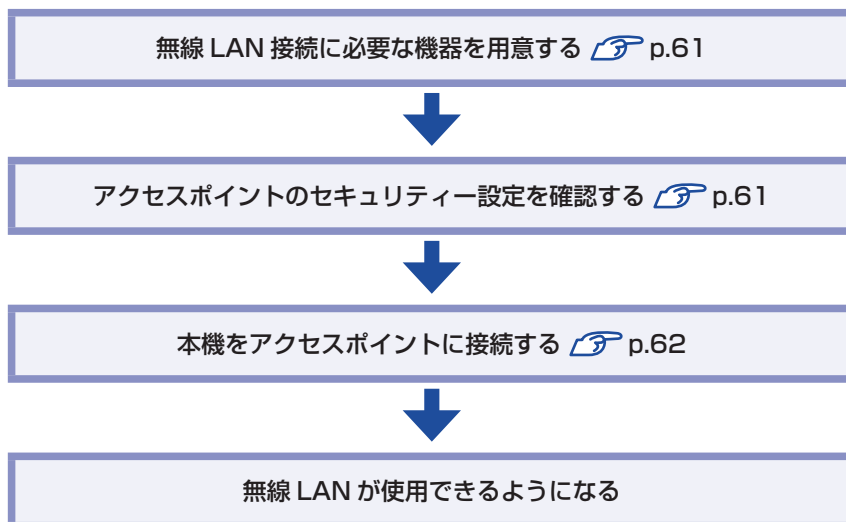 無線 LAN 接続に必要な機器を用意する p.61
アクセスポイントのセキュリティー設定を確認する p.61
本機をアクセスポイントに接続する p.62
無線 LAN が使用できるようになる